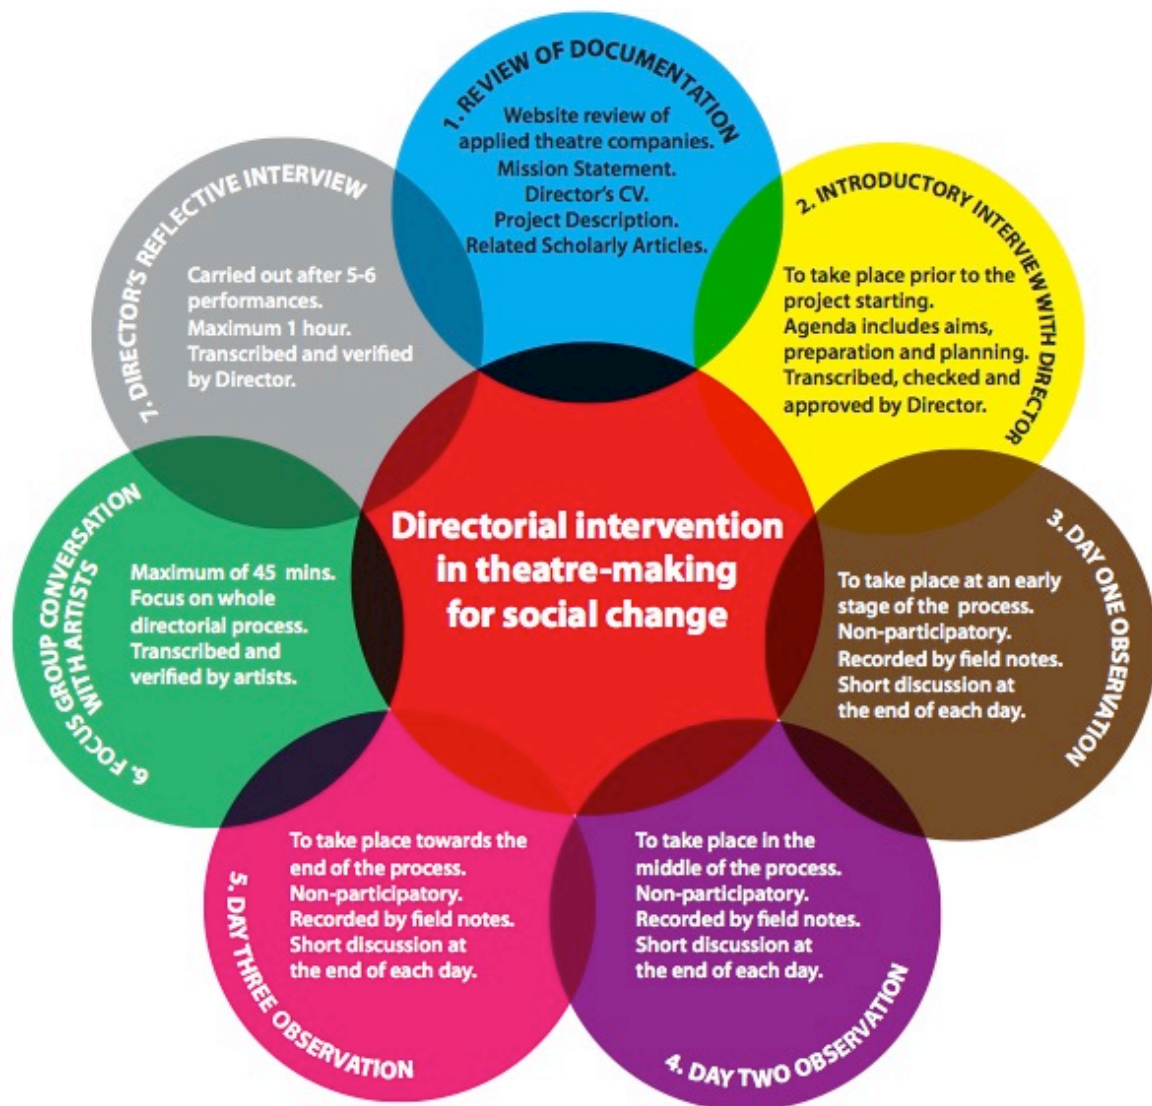 1. REVIEW OF DOCUMENTATION
Website review of
applied theatre companies.
Mission Statement.
Director's CV.
Project Description.
Related Scholarly Articles.
2. INTRODUCTORY INTERVIEW WITH DIRECTOR
To take place prior to the
project starting.
Agenda includes aims,
preparation and planning.
Transcribed, checked and
approved by Director.
3. DAY ONE OBSERVATION
To take place at an early
stage of the process.
Non-participatory.
Recorded by field notes.
Short discussion at
the end of each day.
4. DAY TWO OBSERVATION
To take place in the
middle of the process.
Non-participatory.
Recorded by field notes.
Short discussion at
the end of each day.
5. DAY THREE OBSERVATION
To take place towards the
end of the process.
Non-participatory.
Recorded by field notes.
Short discussion at
the end of each day.
6. FOCUS GROUP CONVERSATION
WITH ARTISTS
Maximum of 45 mins.
Focus on whole
directorial process.
Transcribed and
verified by artists.
7. DIRECTOR'S REFLECTIVE INTERVIEW
Carried out after 5-6
performances.
Maximum 1 hour.
Transcribed and verified
by Director.
Directorial intervention
in theatre-making
for social change